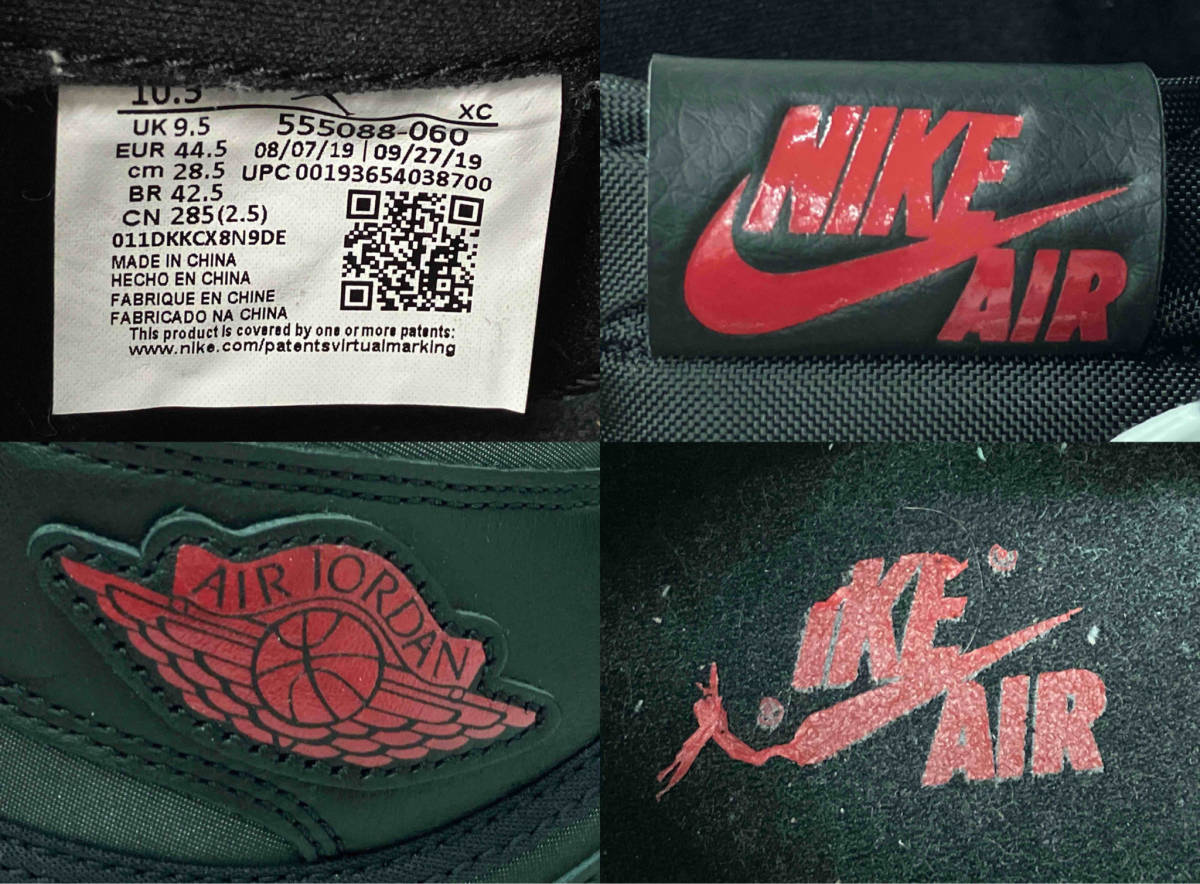 10.5
XC
UK 9.5 555088-060
EUR 44.5 08/07/19 | 09/27/19
cm 28.5 UPC 00193654038700
BR 42.5
CN 285(2.5)
011DKKCX8N9DE
MADE IN CHINA
HECHO EN CHINA
FABRIQUE EN CHINE
FABRICADO NA CHINA
This product is covered by one or more patents:
www.nike.com/patentsvirtualmarking
NIKE
AIR
AIR JORDAN
IKE
AIR